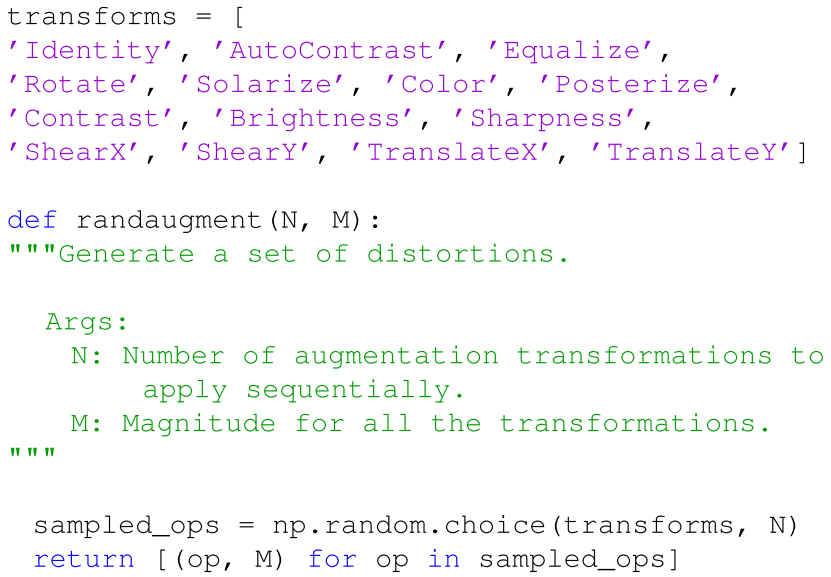 transforms = [
'Identity', 'AutoContrast', 'Equalize',
'Rotate', 'Solarize', 'Color', 'Posterize',
'Contrast', 'Brightness', 'Sharpness',
'ShearX', 'ShearY', 'TranslateX', 'TranslateY']
def randaugment(N, M):
"""Generate a set of distortions.
Args:
N: Number of augmentation transformations to
apply sequentially.
M: Magnitude for all the transformations.
"""
sampled_ops = np.random.choice(transforms, N)
return [(op, M) for op in sampled_ops]